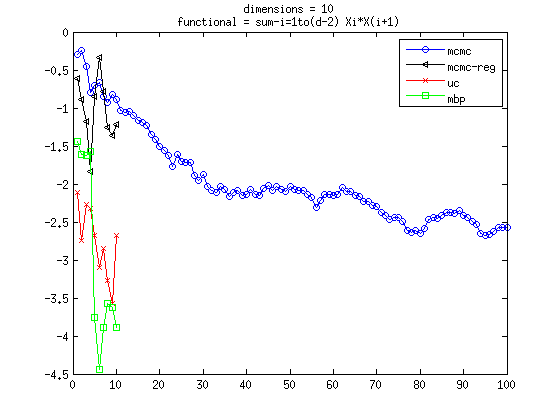 dimensions = 10
functional = sum-i=1to(d-2) Xi*X(i+1)
mcmc
mcmc-reg
uc
mbp
0
-0.5
-1
-1.5
-2
-2.5
-3
-3.5
-4
-4.5
0 10 20 30 40 50 60 70 80 90 100